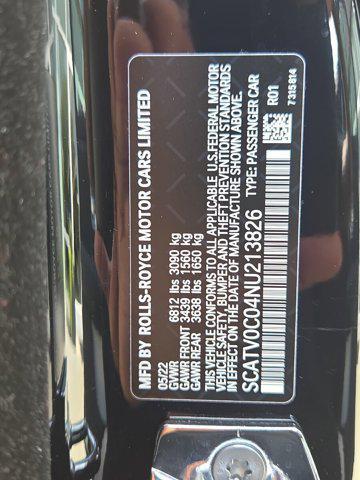 MFD BY ROLLS-ROYCE MOTOR CARS LIMITED
05/22
GVWR 6812 lbs 3090 kg
GAWR FRONT 3439 lbs 1560 kg
GAWR REAR 3638 lbs 1650 kg
THIS VEHICLE CONFORMS TO ALL APPLICABLE U.S. FEDERAL MOTOR
VEHICLE SAFETY, BUMPER AND THEFT PREVENTION STANDARDS
IN EFFECT ON THE DATE OF MANUFACTURE SHOWN ABOVE.
SCATV0C04NU213826 TYPE: PASSENGER CAR
R01
7315814